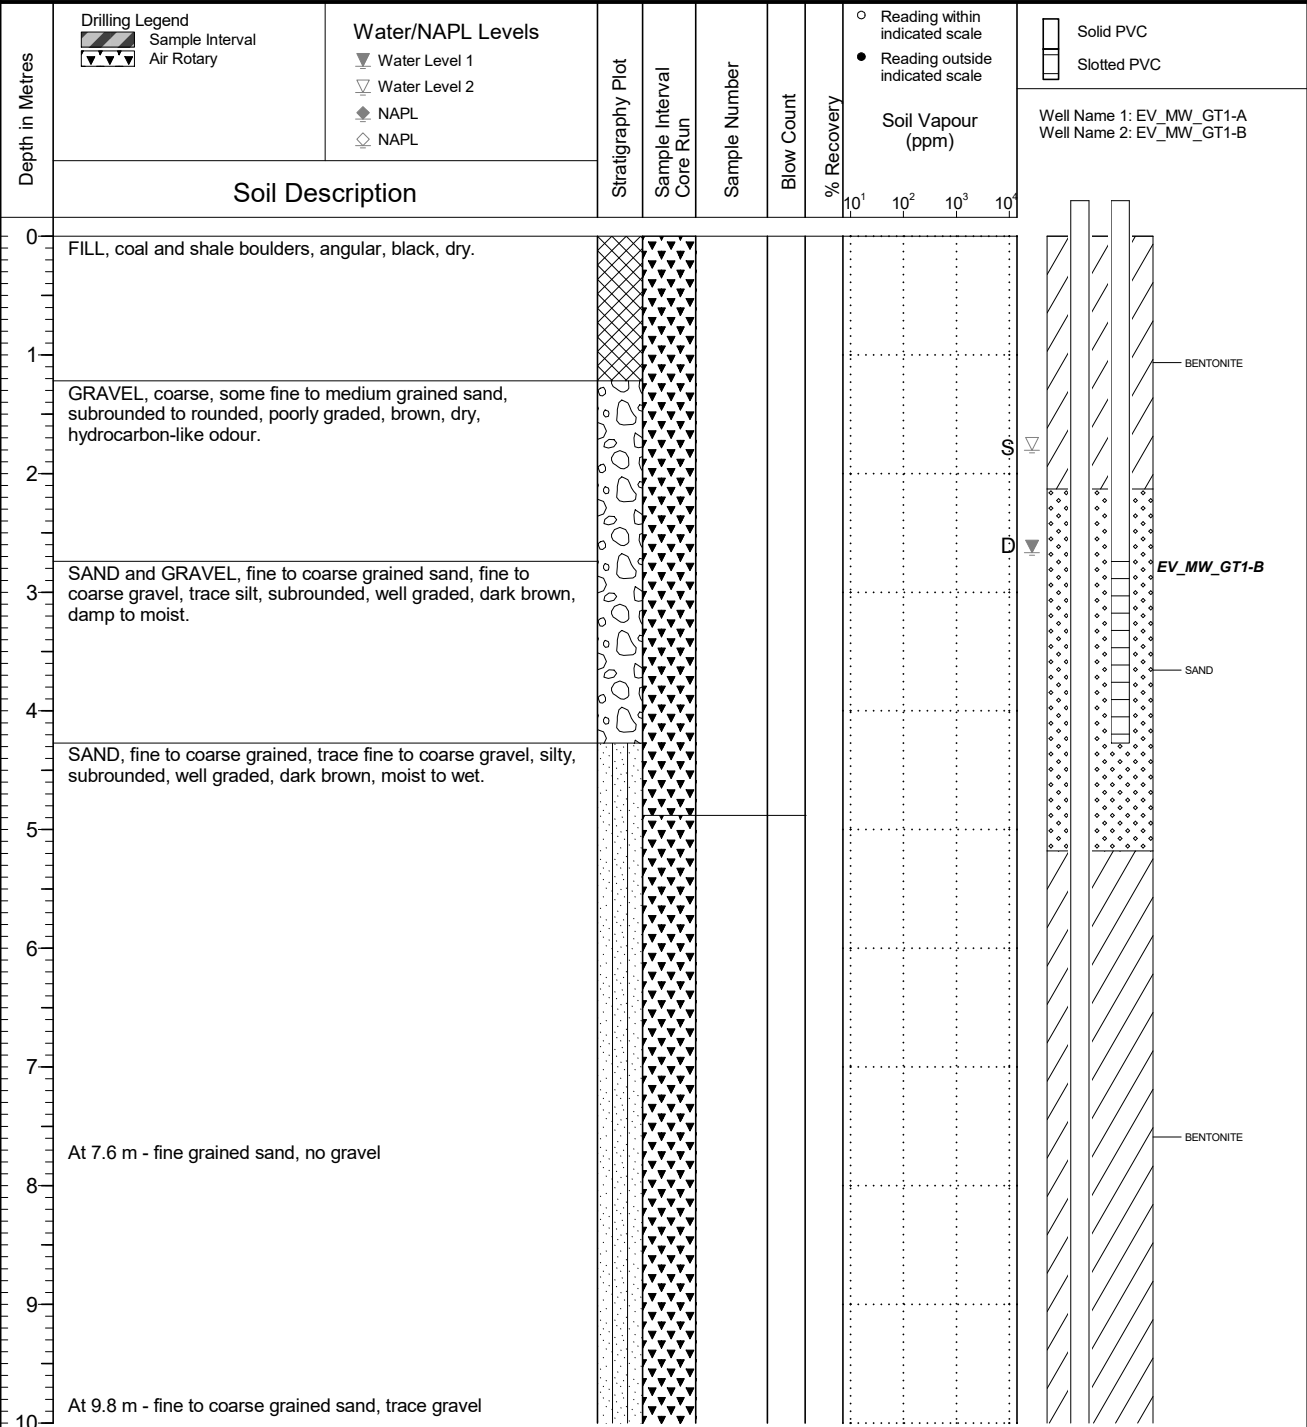 Drilling Legend
Sample Interval
Air Rotary
Water/NAPL Levels
Water Level 1
Water Level 2
NAPL
NAPL
Depth in Metres
Soil Description
Stratigraphy Plot
Sample Interval
Core Run
Sample Number
Blow Count
% Recovery
Reading within
indicated scale
Reading outside
indicated scale
Soil Vapour
(ppm)
10¹ 10² 10³ 10⁴
Solid PVC
Slotted PVC
Well Name 1: EV_MW_GT1-A
Well Name 2: EV_MW_GT1-B
0
FILL, coal and shale boulders, angular, black, dry.
1
BENTONITE
GRAVEL, coarse, some fine to medium grained sand,
subrounded to rounded, poorly graded, brown, dry,
hydrocarbon-like odour.
S
2
D
EV_MW_GT1-B
SAND and GRAVEL, fine to coarse grained sand, fine to
coarse gravel, trace silt, subrounded, well graded, dark brown,
damp to moist.
3
SAND
4
SAND, fine to coarse grained, trace fine to coarse gravel, silty,
subrounded, well graded, dark brown, moist to wet.
5
6
7
BENTONITE
At 7.6 m - fine grained sand, no gravel
8
9
At 9.8 m - fine to coarse grained sand, trace gravel
10